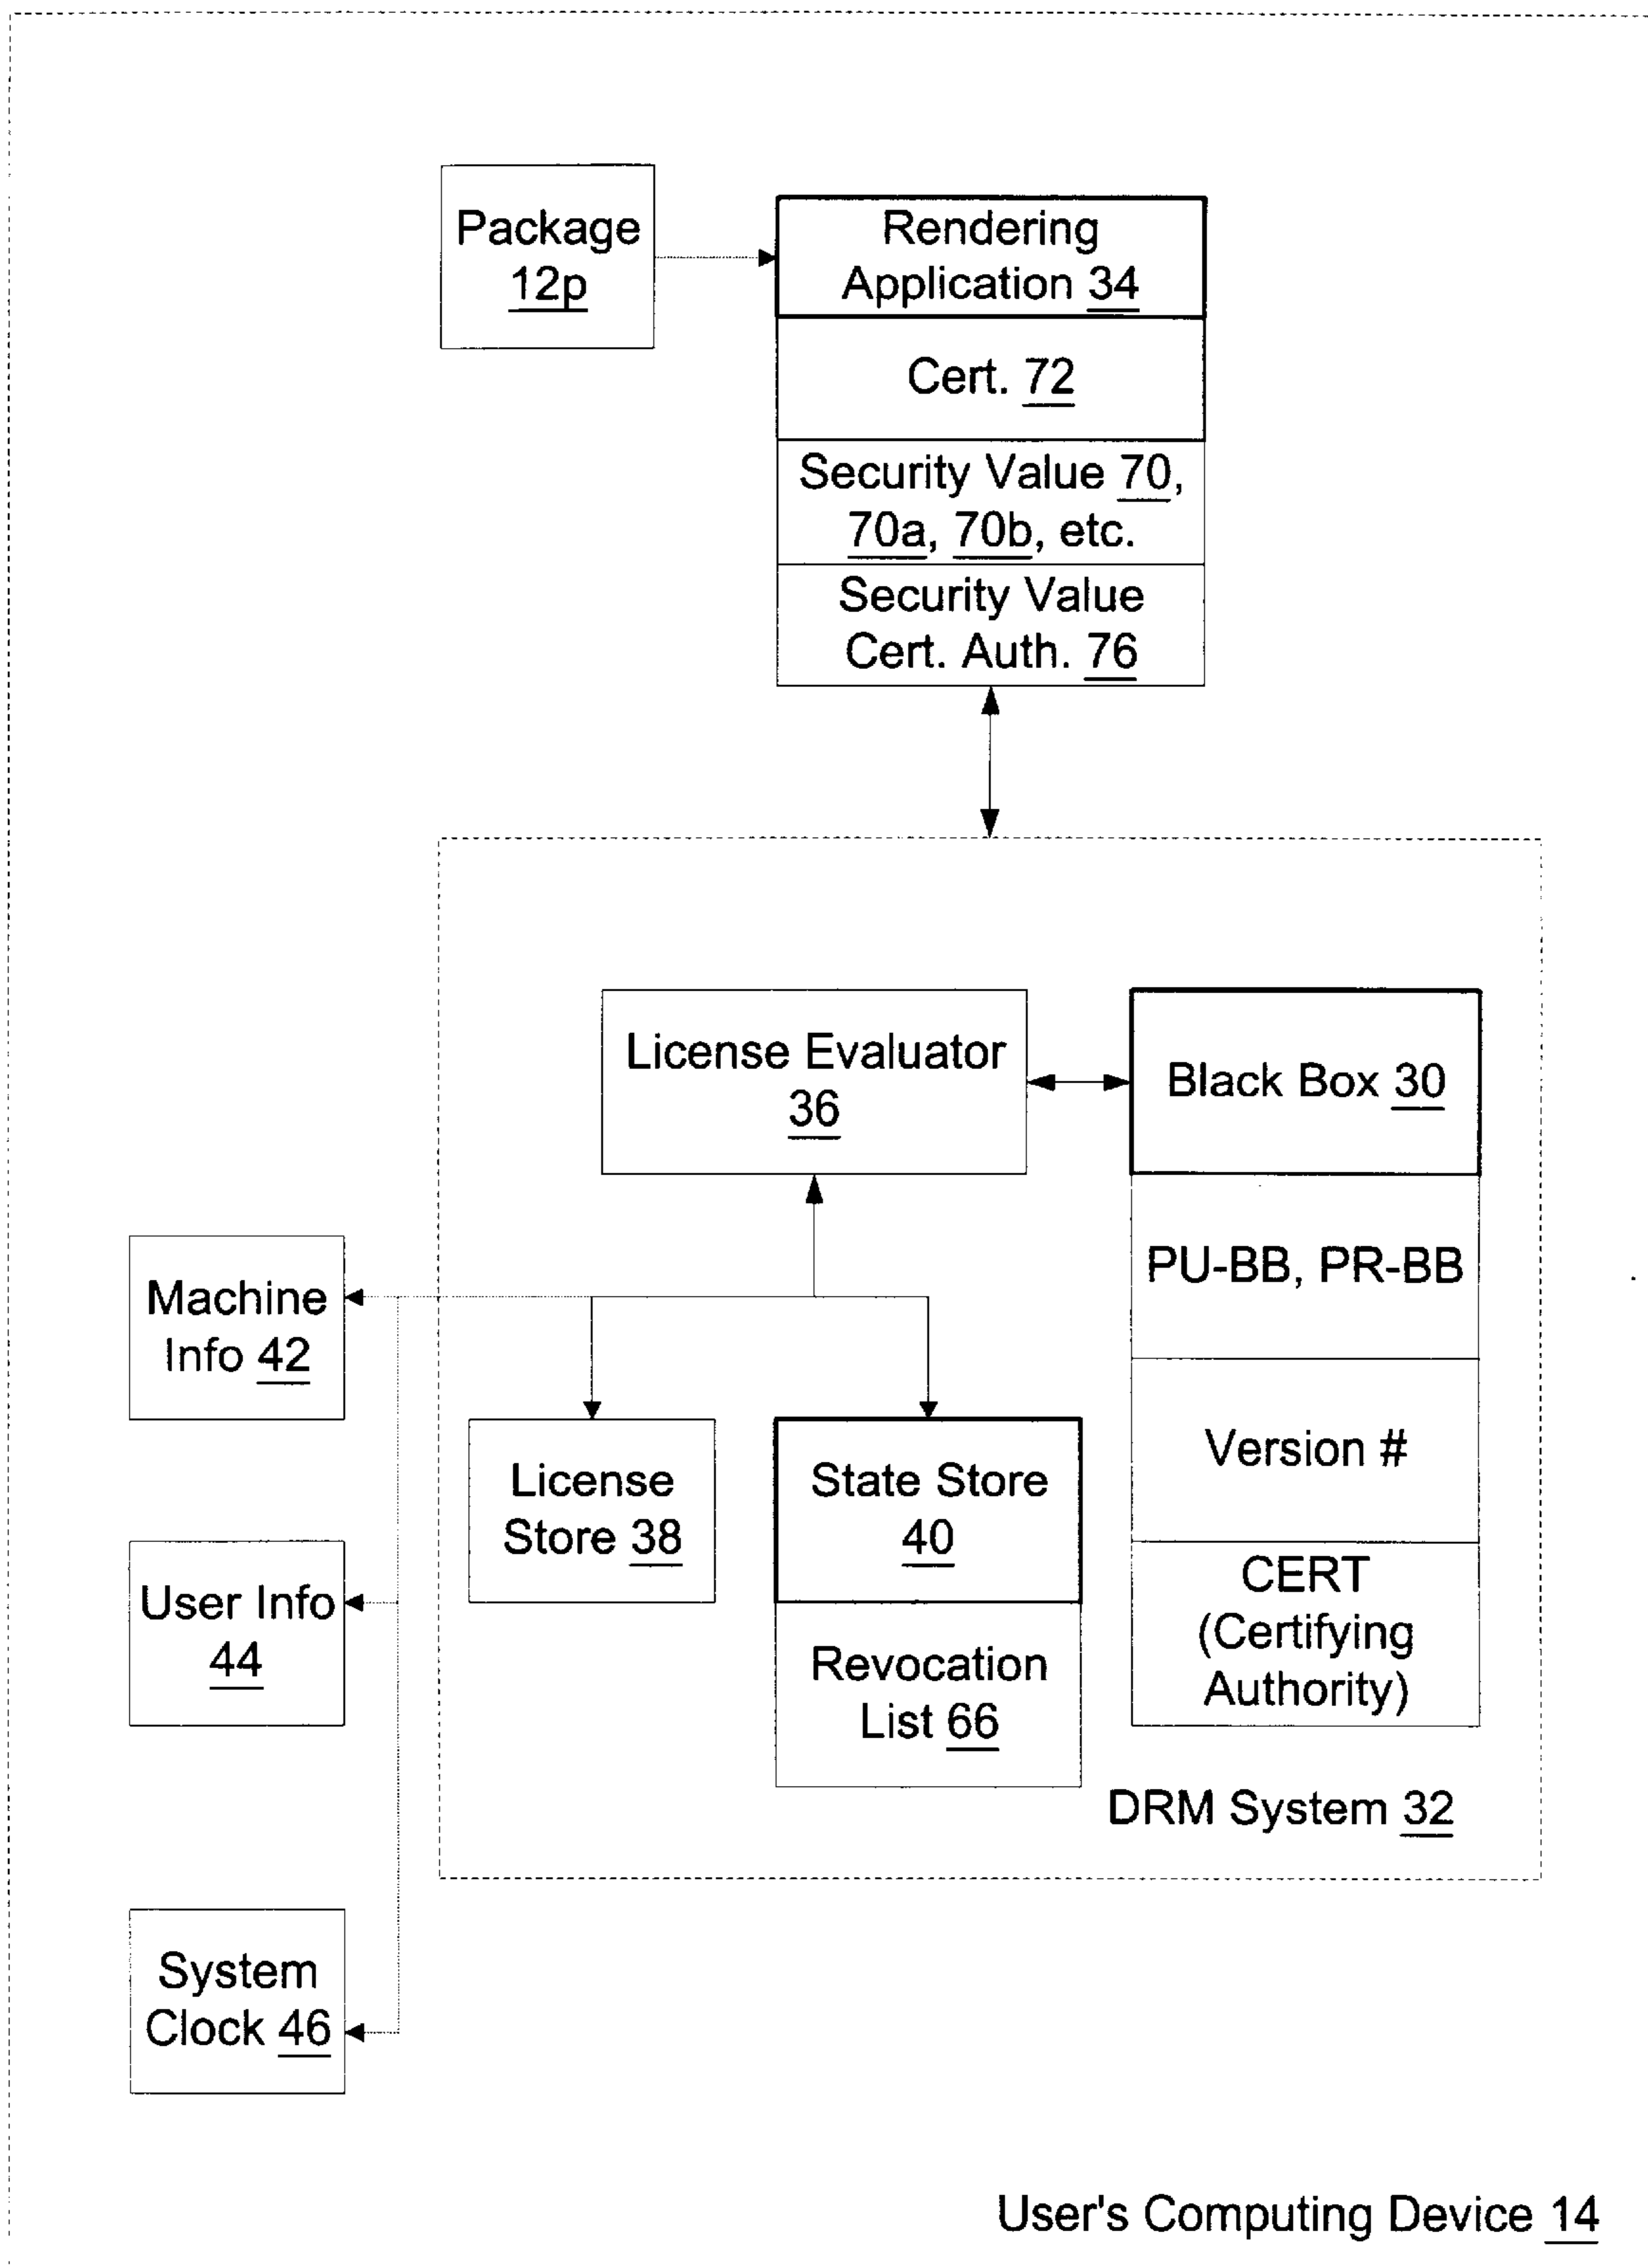 Package
12p
Rendering
Application 34
Cert. 72
Security Value 70,
70a, 70b, etc.
Security Value
Cert. Auth. 76
License Evaluator
36
Black Box 30
PU-BB, PR-BB
Version #
CERT
(Certifying
Authority)
Machine
Info 42
License
Store 38
State Store
40
Revocation
List 66
User Info
44
DRM System 32
System
Clock 46
User's Computing Device 14